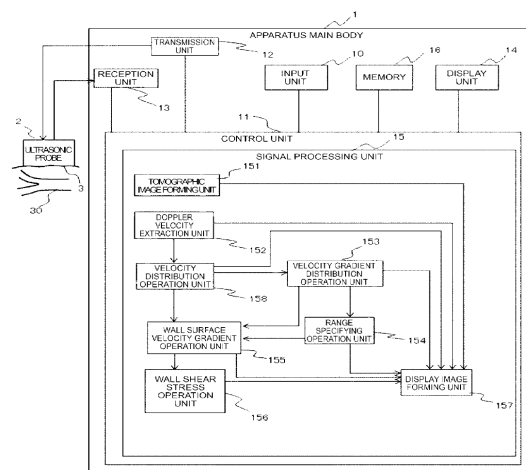 1
APPARATUS MAIN BODY
TRANSMISSION
UNIT
12
RECEPTION
UNIT
13
INPUT
UNIT
10
MEMORY
16
DISPLAY
UNIT
14
2
ULTRASONIC
PROBE
3
30
11
CONTROL UNIT
15
SIGNAL PROCESSING UNIT
TOMOGRAPHIC
IMAGE FORMING UNIT
151
DOPPLER
VELOCITY
EXTRACTION UNIT
152
VELOCITY
DISTRIBUTION
OPERATION UNIT
158
153
VELOCITY GRADIENT
DISTRIBUTION
OPERATION UNIT
WALL SURFACE
VELOCITY GRADIENT
OPERATION UNIT
155
RANGE
SPECIFYING
OPERATION UNIT
154
WALL SHEAR
STRESS
OPERATION
UNIT
156
DISPLAY IMAGE
FORMING UNIT
157